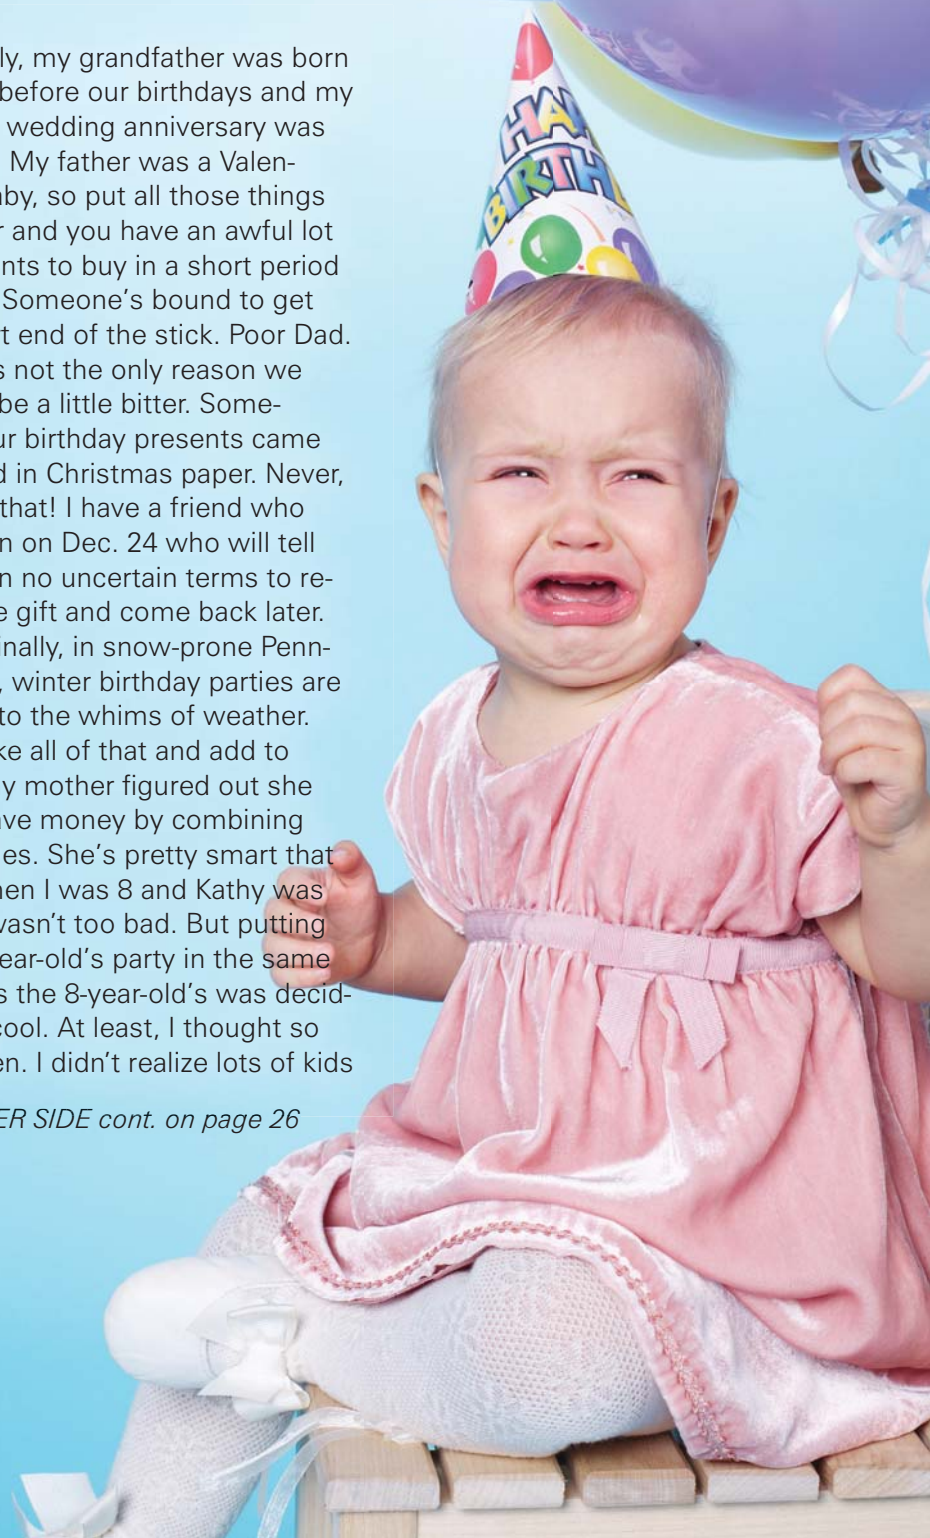 ly, my grandfather was born
before our birthdays and my
wedding anniversary was
My father was a Valen-
aby, so put all those things
r and you have an awful lot
nts to buy in a short period
Someone's bound to get
t end of the stick. Poor Dad.
s not the only reason we
be a little bitter. Some-
ur birthday presents came
d in Christmas paper. Never,
that! I have a friend who
n on Dec. 24 who will tell
n no uncertain terms to re-
e gift and come back later.
inally, in snow-prone Penn-
, winter birthday parties are
to the whims of weather.
ke all of that and add to
y mother figured out she
ave money by combining
es. She's pretty smart that
hen I was 8 and Kathy was
wasn't too bad. But putting
ear-old's party in the same
s the 8-year-old's was decid-
cool. At least, I thought so
en. I didn't realize lots of kids
ER SIDE cont. on page 26
HAP
BIRTH